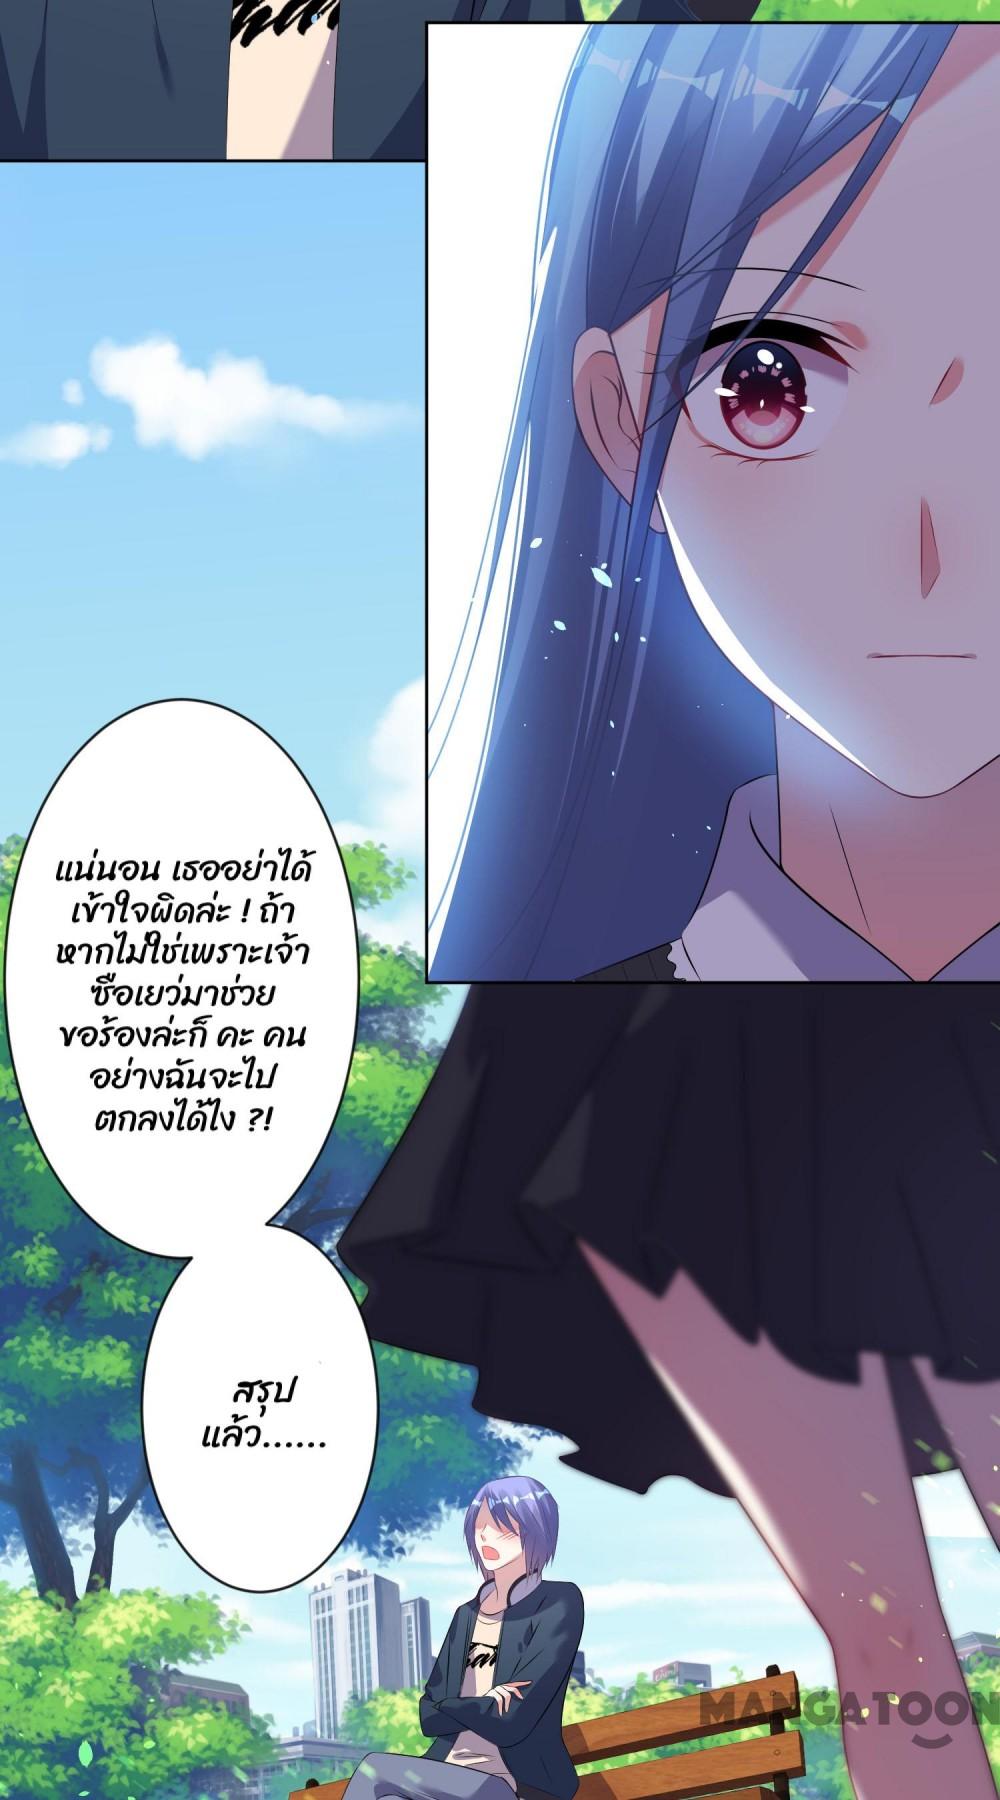 แน่นอน เธออย่าได้
เข้าใจผิดล่ะ ! ถ้า
หากไม่ใช่เพราะเจ้า
ซือเยว่มาช่วย
ขอร้องล่ะก็ คะ คน
อย่างฉันจะไป
ตกลงได้ไง ?!
สรุป
แล้ว......
MANGATOON